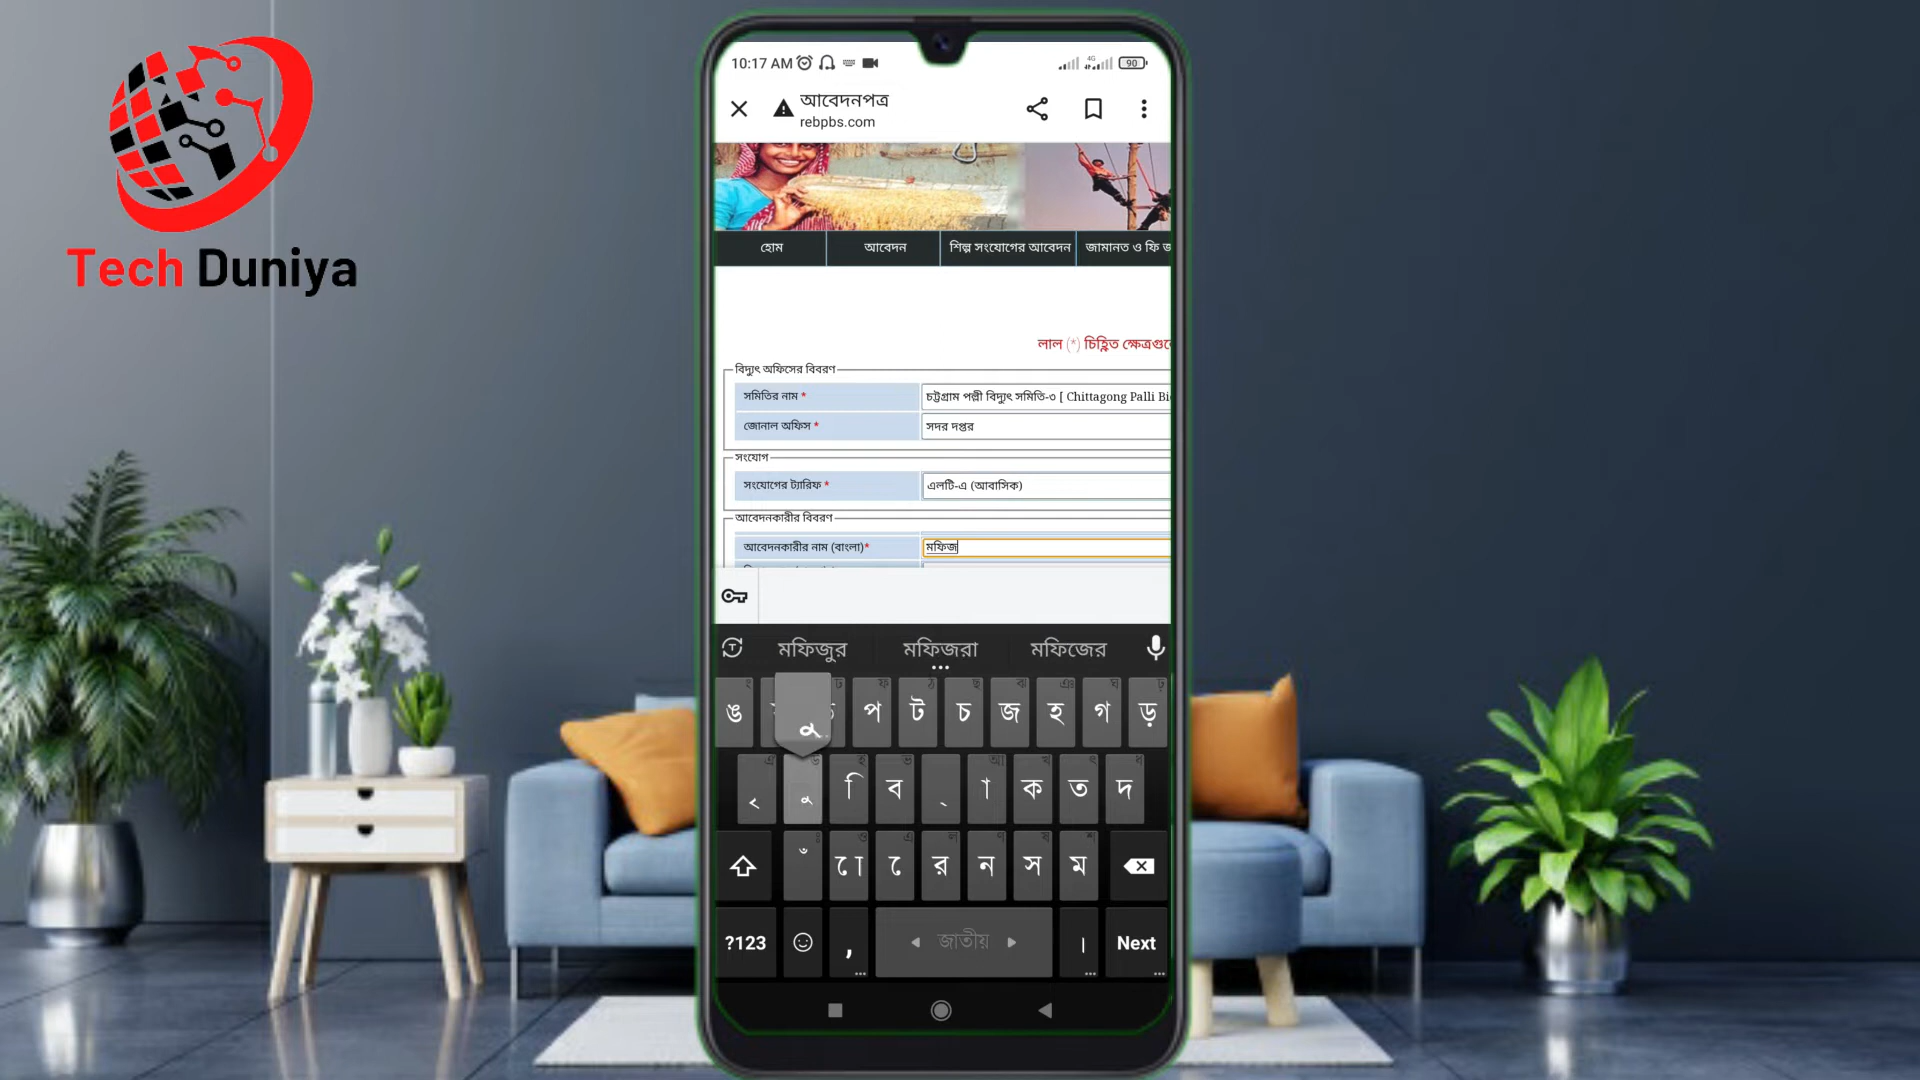 Tech Duniya
10:17 AM
4G
90
আবেদনপত্র
rebpbs.com
হোম
আবেদন
শিল্প সংযোগের আবেদন
জামানত ও ফি
লাল (*) চিহ্নিত
বিদ্যুৎ অফিসের বিবরণ
সমিতির নাম *
চট্টগ্রাম পল্লী বিদ্যুৎ সমিতি-৩ [ Chittagong Palli
জোনাল অফিস *
সদর দপ্তর
সংযোগ
সংযোগের ট্যারিফ *
এলটি-এ (আবাসিক)
আবেদনকারীর বিবরণ
আবেদনকারীর নাম (বাংলা)*
মফিজ
মফিজুর মফিজরা মফিজের
ঙ প ট চ জ হ গ ড়
ৃ ু ি ব ্ া ক ত দ
ঁ ো ে র ন স ম
?123 , জাতীয় । Next